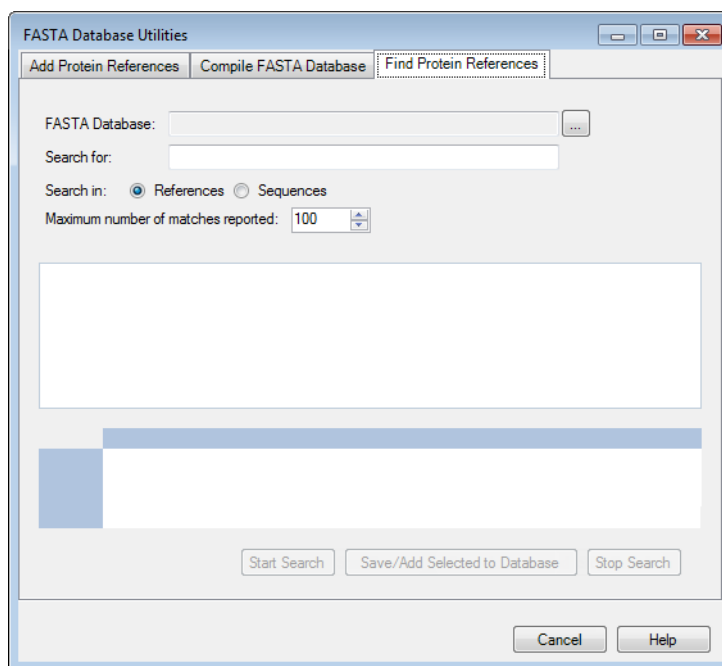 FASTA Database Utilities
Add Protein References Compile FASTA Database Find Protein References
FASTA Database: ...
Search for:
Search in: References Sequences
Maximum number of matches reported: 100
Start Search Save/Add Selected to Database Stop Search
Cancel Help